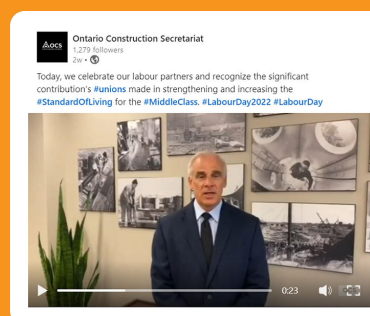 ocs
Ontario Construction Secretariat
1,279 followers
2w •
Today, we celebrate our labour partners and recognize the significant
contribution's #unions made in strengthening and increasing the
#StandardOfLiving for the #MiddleClass. #LabourDay2022 #LabourDay
0:23